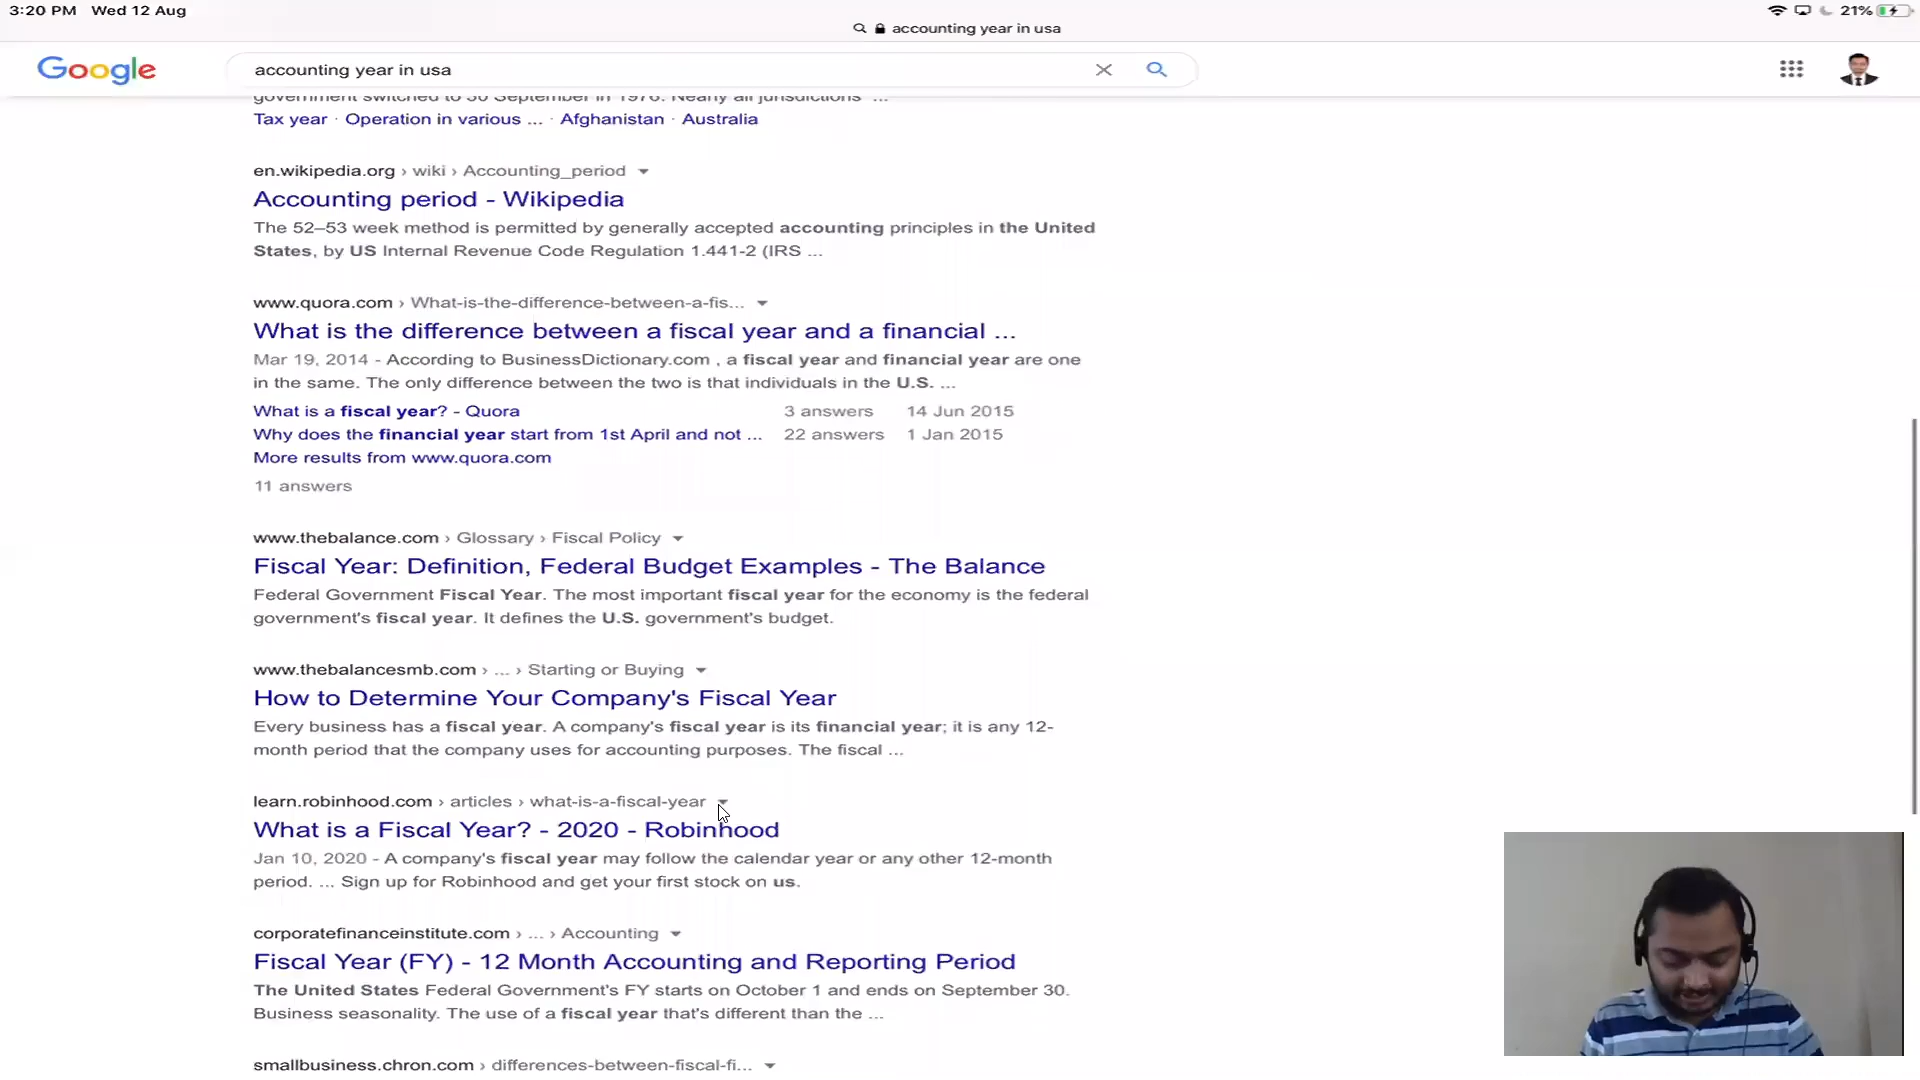 3:20 PM Wed 12 Aug
21%
accounting year in usa
Google
accounting year in usa
government switched to 30 September in 1976. Nearly all jurisdictions ...
Tax year · Operation in various ... · Afghanistan · Australia
en.wikipedia.org › wiki › Accounting_period
Accounting period - Wikipedia
The 52–53 week method is permitted by generally accepted accounting principles in the United
States, by US Internal Revenue Code Regulation 1.441-2 (IRS ...
www.quora.com › What-is-the-difference-between-a-fis...
What is the difference between a fiscal year and a financial ...
Mar 19, 2014 - According to BusinessDictionary.com , a fiscal year and financial year are one
in the same. The only difference between the two is that individuals in the U.S. ...
What is a fiscal year? - Quora 3 answers 14 Jun 2015
Why does the financial year start from 1st April and not ... 22 answers 1 Jan 2015
More results from www.quora.com
11 answers
www.thebalance.com › Glossary › Fiscal Policy
Fiscal Year: Definition, Federal Budget Examples - The Balance
Federal Government Fiscal Year. The most important fiscal year for the economy is the federal
government's fiscal year. It defines the U.S. government's budget.
www.thebalancesmb.com › ... › Starting or Buying
How to Determine Your Company's Fiscal Year
Every business has a fiscal year. A company's fiscal year is its financial year; it is any 12-
month period that the company uses for accounting purposes. The fiscal ...
learn.robinhood.com › articles › what-is-a-fiscal-year
What is a Fiscal Year? - 2020 - Robinhood
Jan 10, 2020 - A company's fiscal year may follow the calendar year or any other 12-month
period. ... Sign up for Robinhood and get your first stock on us.
corporatefinanceinstitute.com › ... › Accounting
Fiscal Year (FY) - 12 Month Accounting and Reporting Period
The United States Federal Government's FY starts on October 1 and ends on September 30.
Business seasonality. The use of a fiscal year that's different than the ...
smallbusiness.chron.com › differences-between-fiscal-fi...